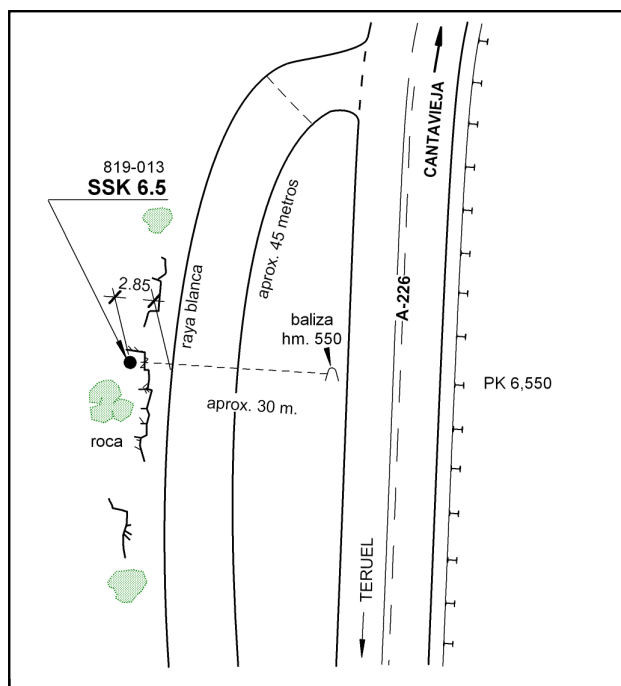 CANTAVIEJA
819-013
SSK 6.5
aprox. 45 metros
2.85
raya blanca
A-226
baliza
hm. 550
PK 6,550
aprox. 30 m.
roca
TERUEL